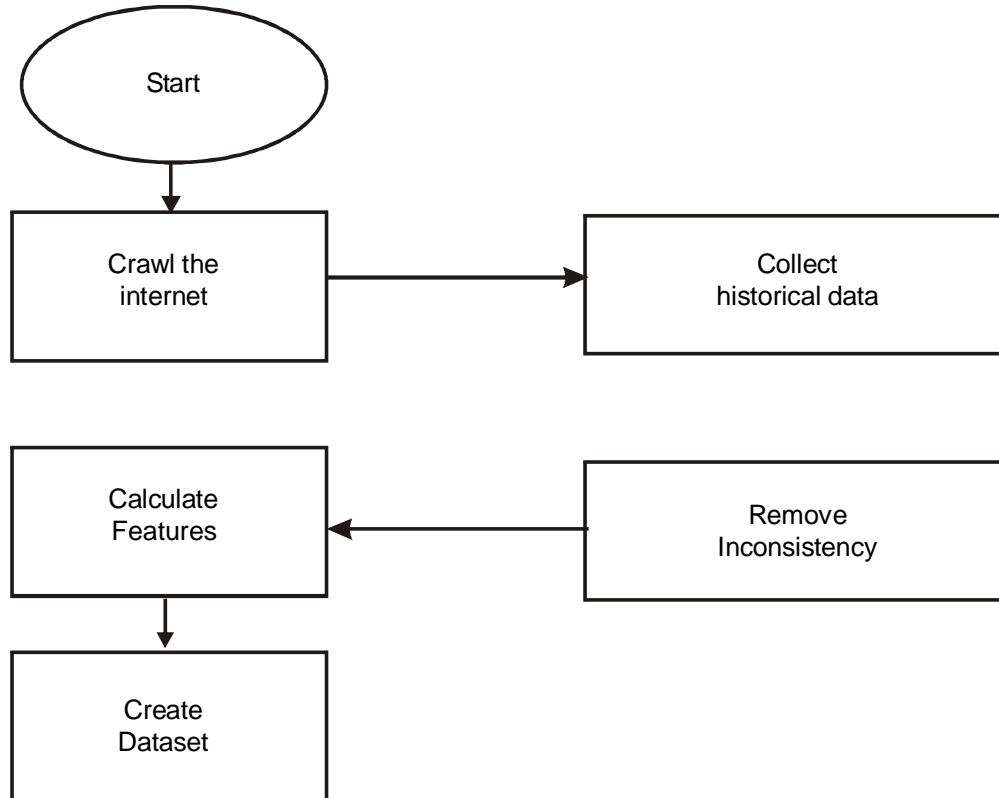 Start
Crawl the
internet
Collect
historical data
Remove
Inconsistency
Calculate
Features
Create
Dataset